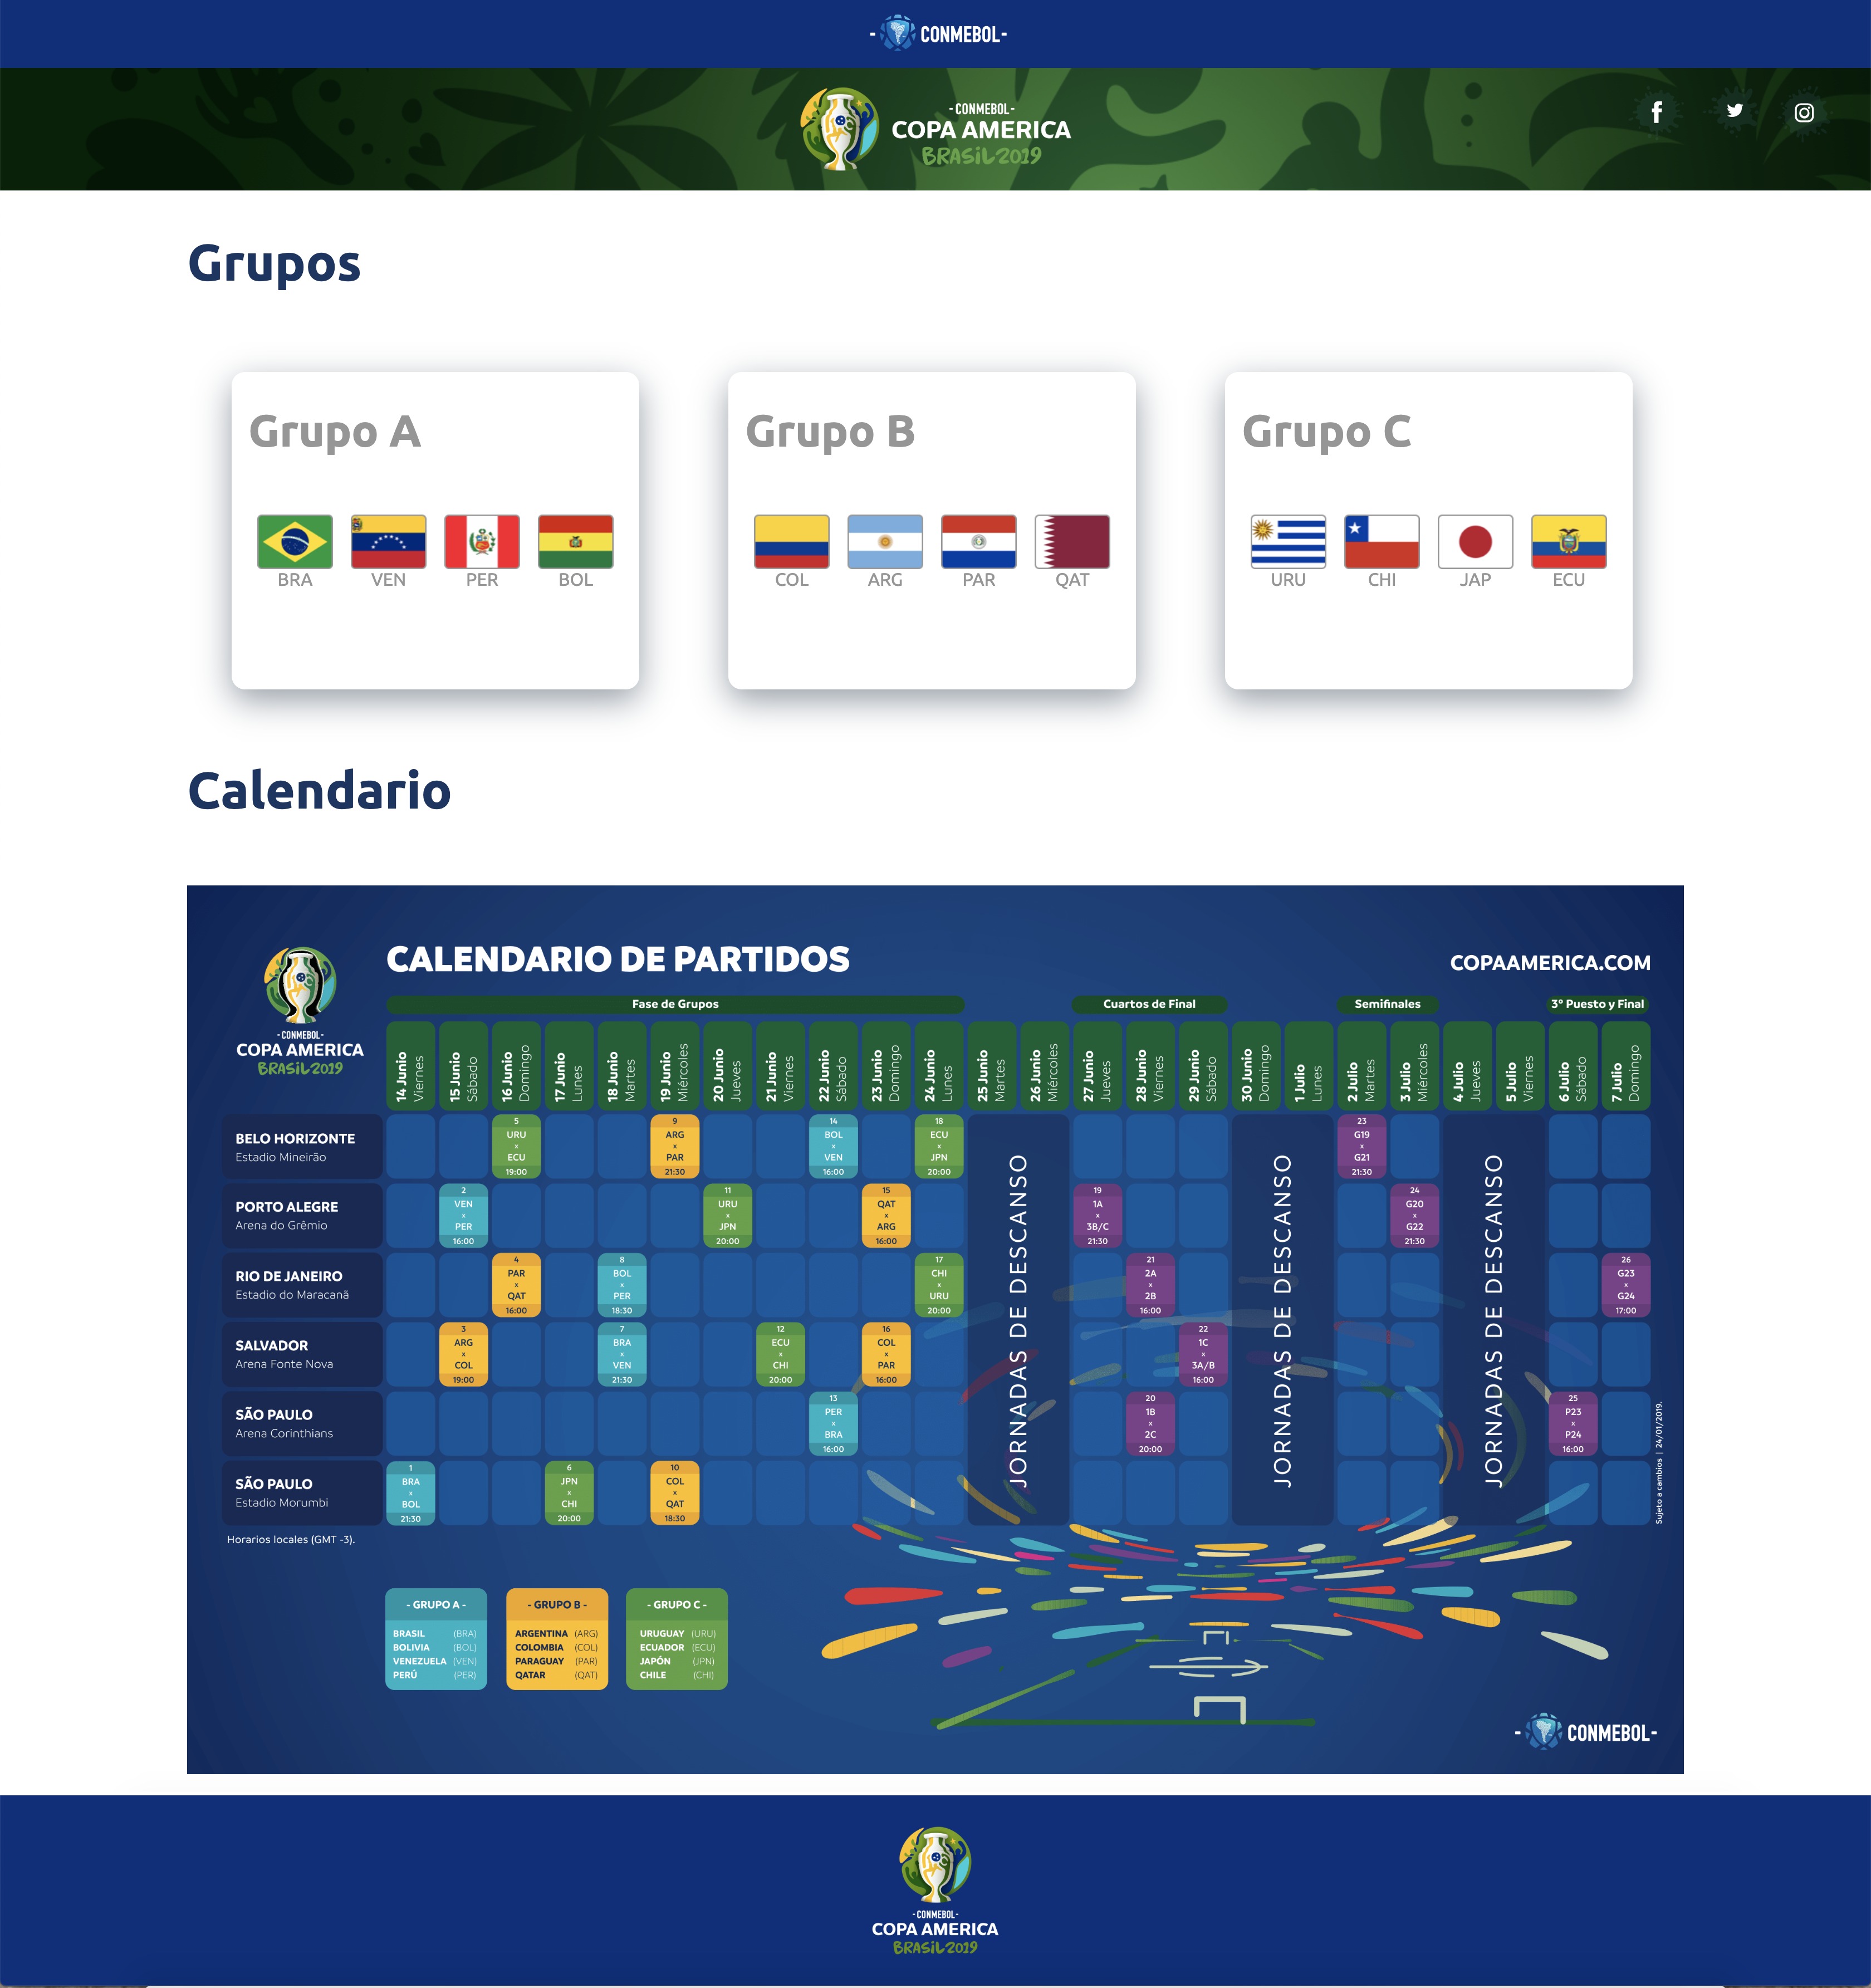 - CONMEBOL-
- CONMEBOL-
COPA AMERICA
BRASIL2019
Grupos
Grupo A
BRA VEN PER BOL
Grupo B
COL ARG PAR QAT
Grupo C
URU CHI JAP ECU
Calendario
CALENDARIO DE PARTIDOS
COPAAMERICA.COM
- CONMEBOL-
COPA AMERICA
BRASIL2019
Fase de Grupos
Cuartos de Final
Semifinales
3º Puesto y Final
14 Junio Viernes
15 Junio Sábado
16 Junio Domingo
17 Junio Lunes
18 Junio Martes
19 Junio Miércoles
20 Junio Jueves
21 Junio Viernes
22 Junio Sábado
23 Junio Domingo
24 Junio Lunes
25 Junio Martes
26 Junio Miércoles
27 Junio Jueves
28 Junio Viernes
29 Junio Sábado
30 Junio Domingo
1 Julio Lunes
2 Julio Martes
3 Julio Miércoles
4 Julio Jueves
5 Julio Viernes
6 Julio Sábado
7 Julio Domingo
BELO HORIZONTE
Estadio Mineirão
5 URU x ECU 19:00
9 ARG x PAR 21:30
14 BOL x VEN 16:00
18 ECU x JPN 20:00
23 G19 x G21 21:30
PORTO ALEGRE
Arena do Grêmio
2 VEN x PER 16:00
11 URU x JPN 20:00
15 QAT x ARG 16:00
19 1A x 3B/C 21:30
24 G20 x G22 21:30
RIO DE JANEIRO
Estadio do Maracanã
4 PAR x QAT 16:00
8 BOL x PER 18:30
17 CHI x URU 20:00
21 2A x 2B 16:00
26 G23 x G24 17:00
SALVADOR
Arena Fonte Nova
3 ARG x COL 19:00
7 BRA x VEN 21:30
12 ECU x CHI 20:00
16 COL x PAR 16:00
22 1C x 3A/B 16:00
SÃO PAULO
Arena Corinthians
13 PER x BRA 16:00
20 1B x 2C 20:00
25 P23 x P24 16:00
SÃO PAULO
Estadio Morumbi
1 BRA x BOL 21:30
6 JPN x CHI 20:00
10 COL x QAT 18:30
JORNADAS DE DESCANSO
JORNADAS DE DESCANSO
JORNADAS DE DESCANSO
Sujeto a cambios | 24/01/2019.
Horarios locales (GMT -3).
- GRUPO A -
BRASIL (BRA)
BOLIVIA (BOL)
VENEZUELA (VEN)
PERÚ (PER)
- GRUPO B -
ARGENTINA (ARG)
COLOMBIA (COL)
PARAGUAY (PAR)
QATAR (QAT)
- GRUPO C -
URUGUAY (URU)
ECUADOR (ECU)
JAPÓN (JPN)
CHILE (CHI)
- CONMEBOL-
- CONMEBOL-
COPA AMERICA
BRASIL2019